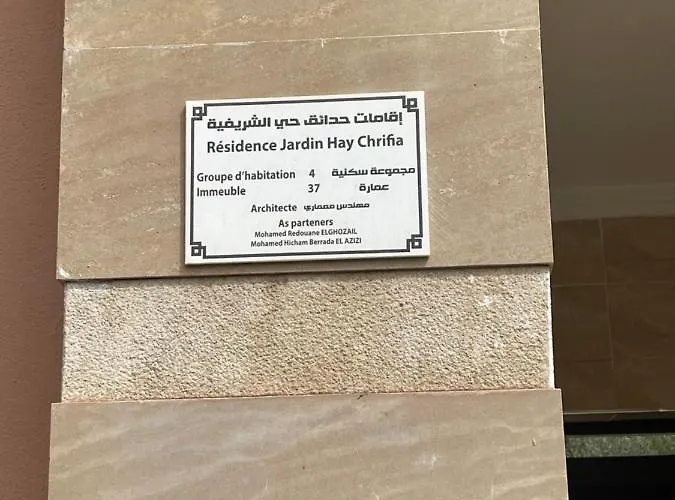 إقامات حدائق حي الشريفية
Résidence Jardin Hay Chrifia
Groupe d'habitation 4 مجموعة سكنية
Immeuble 37 عمارة
Architecte مهندس معماري
As parteners
Mohamed Redouane ELGHOZAIL
Mohamed Hicham Berrada EL AZIZI